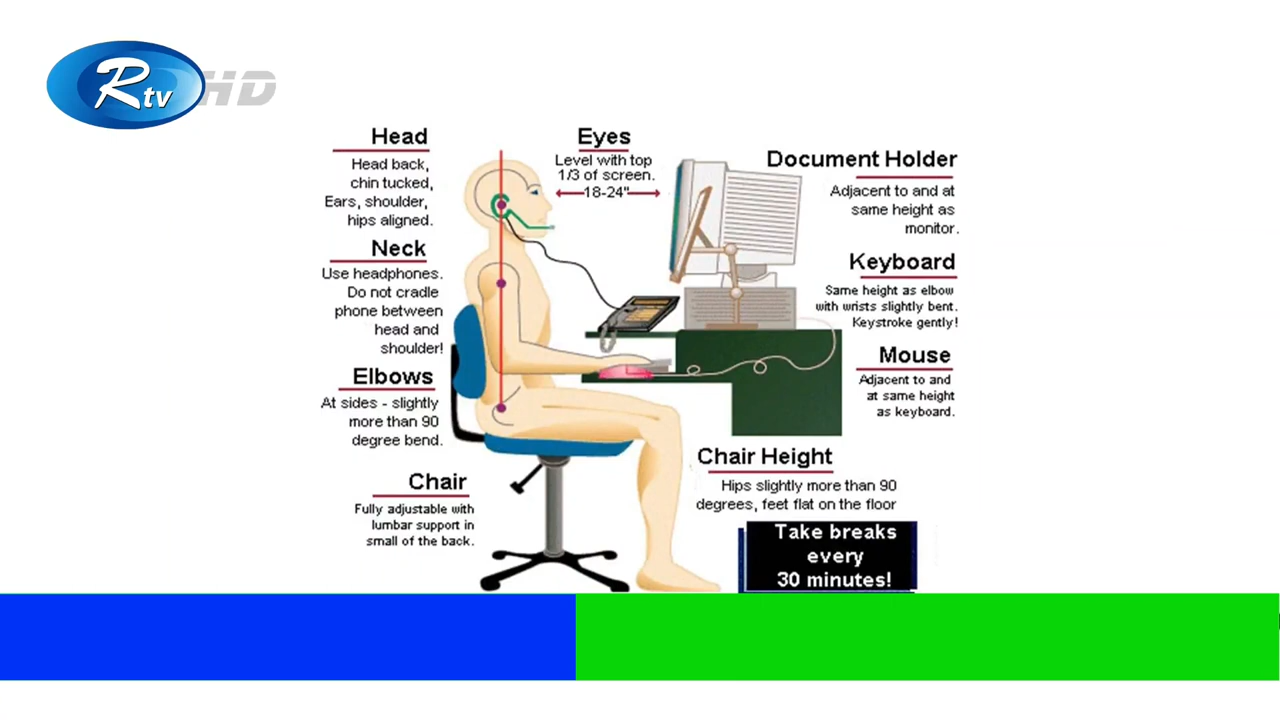 Rtv HD
Head
Head back,
chin tucked,
Ears, shoulder,
hips aligned.
Neck
Use headphones.
Do not cradle
phone between
head and
shoulder!
Elbows
At sides - slightly
more than 90
degree bend.
Chair
Fully adjustable with
lumbar support in
small of the back.
Eyes
Level with top
1/3 of screen.
18-24"
Document Holder
Adjacent to and at
same height as
monitor.
Keyboard
Same height as elbow
with wrists slightly bent.
Keystroke gently!
Mouse
Adjacent to and
at same height
as keyboard.
Chair Height
Hips slightly more than 90
degrees, feet flat on the floor
Take breaks
every
30 minutes!